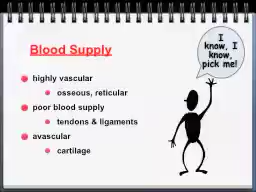 Blood Supply
I
know, I
know,
pick me!
highly vascular
osseous, reticular
poor blood supply
tendons & ligaments
avascular
cartilage